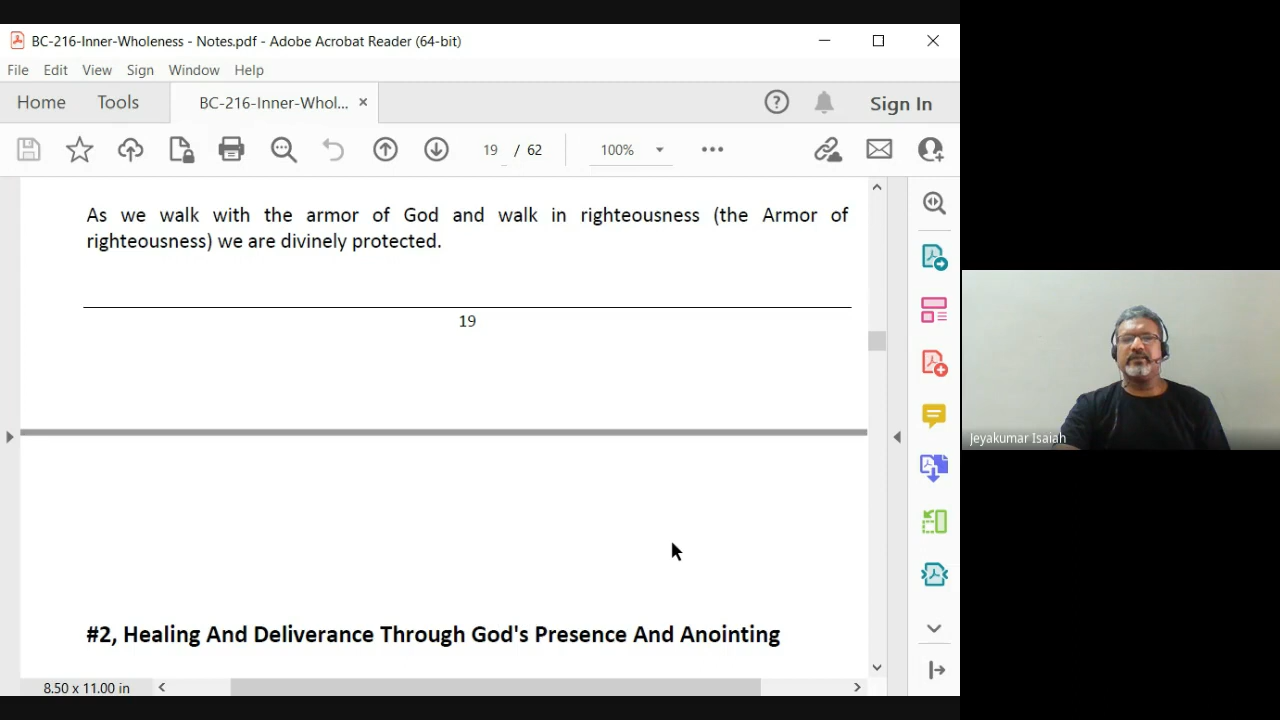 BC-216-Inner-Wholeness - Notes.pdf - Adobe Acrobat Reader (64-bit)
File Edit View Sign Window Help
Home Tools BC-216-Inner-Whol... × Sign In
19 / 62 100%
As we walk with the armor of God and walk in righteousness (the Armor of
righteousness) we are divinely protected.
19
Jeyakumar Isaiah
#2, Healing And Deliverance Through God's Presence And Anointing
8.50 x 11.00 in